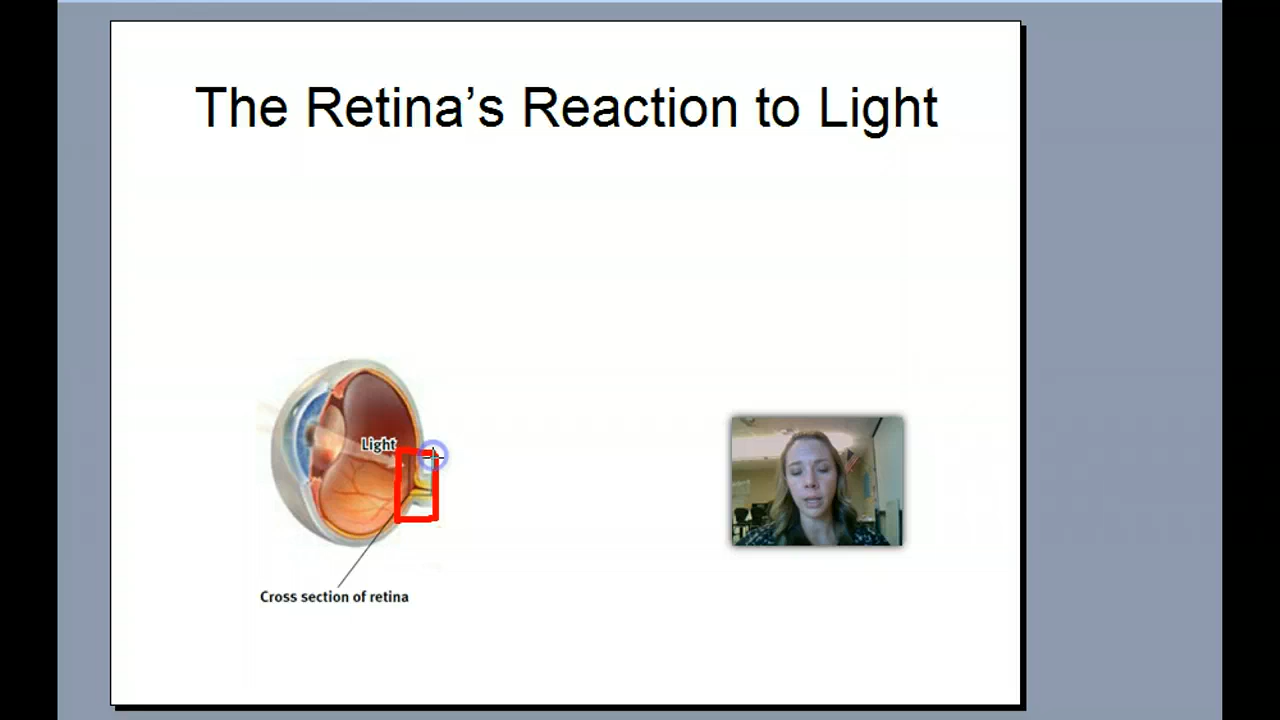 The Retina’s Reaction to Light
Light
Cross section of retina